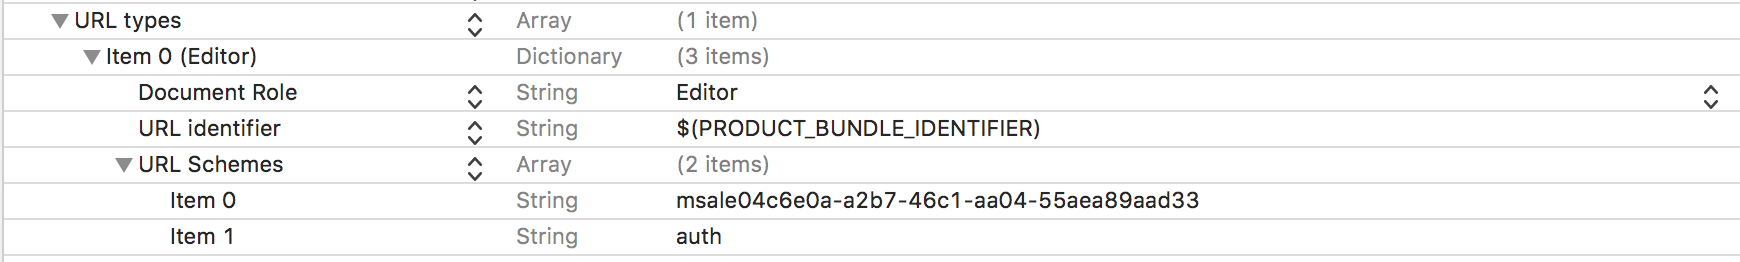 URL types Array (1 item)
Item 0 (Editor) Dictionary (3 items)
Document Role String Editor
URL identifier String $(PRODUCT_BUNDLE_IDENTIFIER)
URL Schemes Array (2 items)
Item 0 String msale04c6e0a-a2b7-46c1-aa04-55aea89aad33
Item 1 String auth